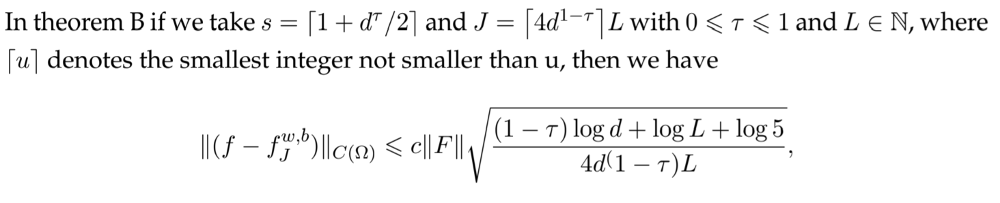 In theorem B if we take $s = \lceil 1 + d^{\tau}/2 \rceil$ and $J = \lceil 4d^{1-\tau} \rceil L$ with $0 \leqslant \tau \leqslant 1$ and $L \in \mathbb{N}$, where
$\lceil u \rceil$ denotes the smallest integer not smaller than u, then we have
$\|(f - f_J^{w,b})\|_{C(\Omega)} \leqslant c\|F\| \sqrt{\frac{(1-\tau)\log d + \log L + \log 5}{4d(1-\tau)L}},$